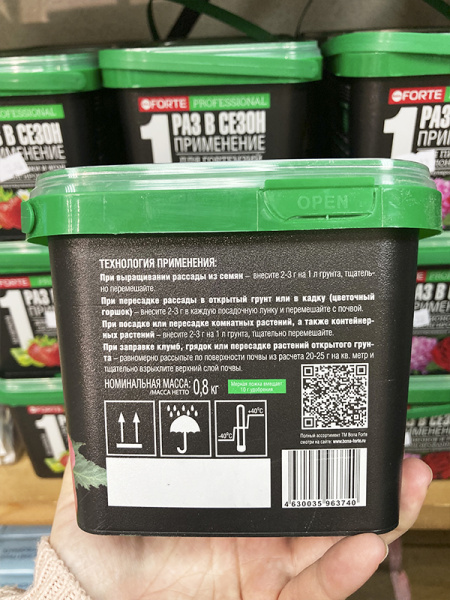 FORTE PROFESSIONAL
1 РАЗ В СЕЗОН
ПРИМЕНЕНИЕ
FORTE
1 РАЗ В
ПРИМЕН
OPEN
ТЕХНОЛОГИЯ ПРИМЕНЕНИЯ:
При выращивании рассады из семян – внесите 2-3 г на 1 л грунта, тщатель-
но перемешайте.
При пересадке рассады в открытый грунт или в кадку (цветочный
горшок) – внесите 2-3 г в каждую посадочную лунку и перемешайте с почвой.
При посадке или пересадке комнатных растений, а также контейнер-
ных растений – внесите 2-3 г на 1 л грунта, тщательно перемешайте.
При заправке клумб, грядок или пересадке растений открытого грун-
та – равномерно рассыпьте по поверхности почвы из расчета 20-25 г на кв. метр и
тщательно взрыхлите верхний слой почвы.
НОМИНАЛЬНАЯ МАССА:
/МАССА НЕТТО
0,8 кг
Мерная ложка вмещает
10 г удобрения
+40°C
-40°C
Полный ассортимент ТМ Bona Forte
смотри на сайте: www.bona-forte.ru
4 630035 963740